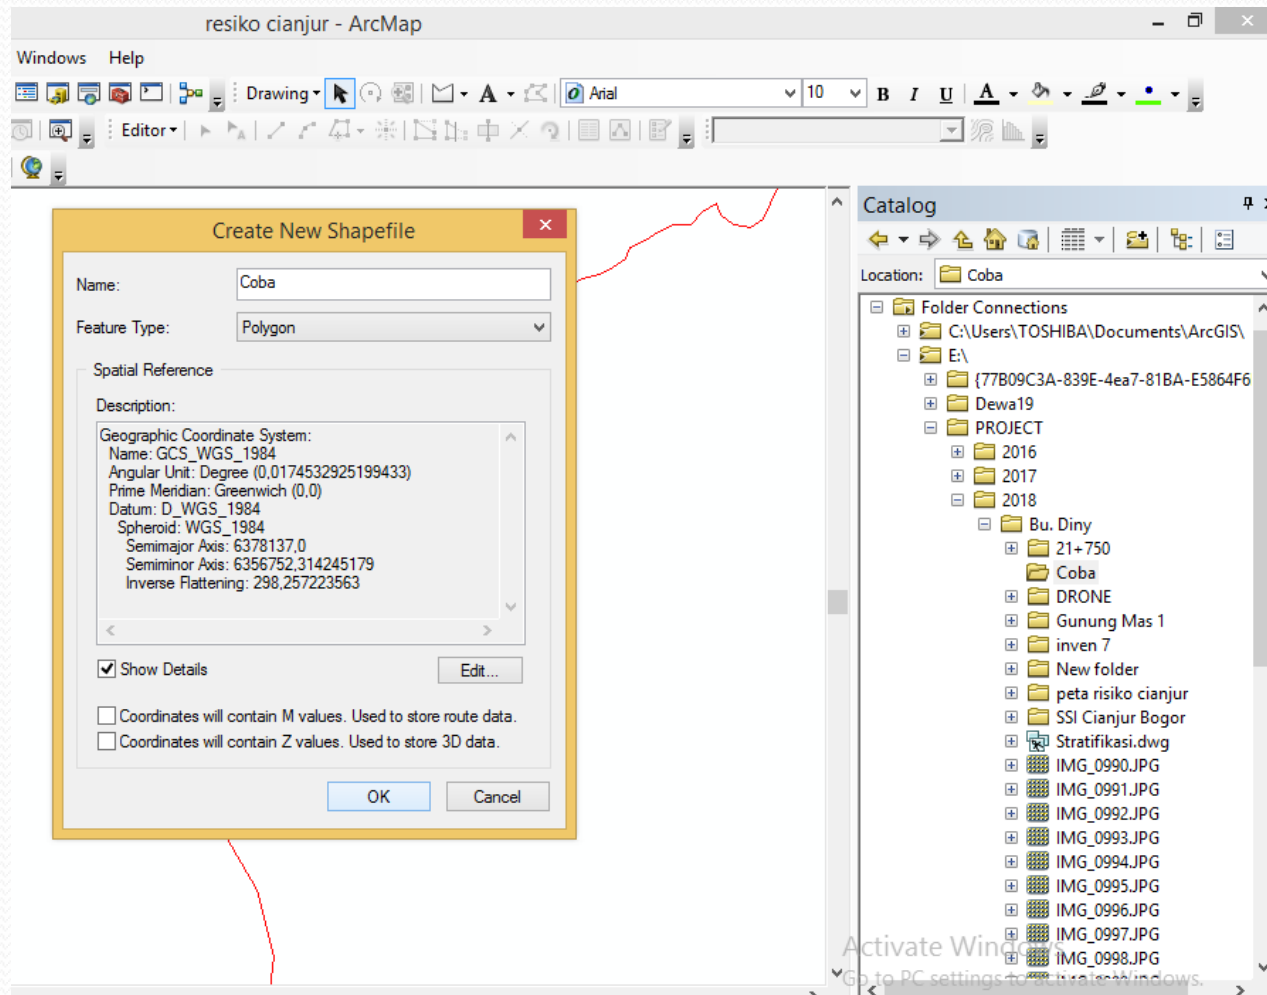 resiko cianjur - ArcMap
Windows Help
Drawing A Arial 10 B I U A
Editor
Create New Shapefile
Name: Coba
Feature Type: Polygon
Spatial Reference
Description:
Geographic Coordinate System:
Name: GCS_WGS_1984
Angular Unit: Degree (0,0174532925199433)
Prime Meridian: Greenwich (0,0)
Datum: D_WGS_1984
Spheroid: WGS_1984
Semimajor Axis: 6378137,0
Semiminor Axis: 6356752,314245179
Inverse Flattening: 298,257223563
Show Details
Edit...
Coordinates will contain M values. Used to store route data.
Coordinates will contain Z values. Used to store 3D data.
OK Cancel
Catalog
Location: Coba
Folder Connections
C:\Users\TOSHIBA\Documents\ArcGIS\
E:\
{77B09C3A-839E-4ea7-81BA-E5864F6
Dewa19
PROJECT
2016
2017
2018
Bu. Diny
21+750
Coba
DRONE
Gunung Mas 1
inven 7
New folder
peta risiko cianjur
SSI Cianjur Bogor
Stratifikasi.dwg
IMG_0990.JPG
IMG_0991.JPG
IMG_0992.JPG
IMG_0993.JPG
IMG_0994.JPG
IMG_0995.JPG
IMG_0996.JPG
IMG_0997.JPG
IMG_0998.JPG
Activate Windows
Go to PC settings to activate Windows.